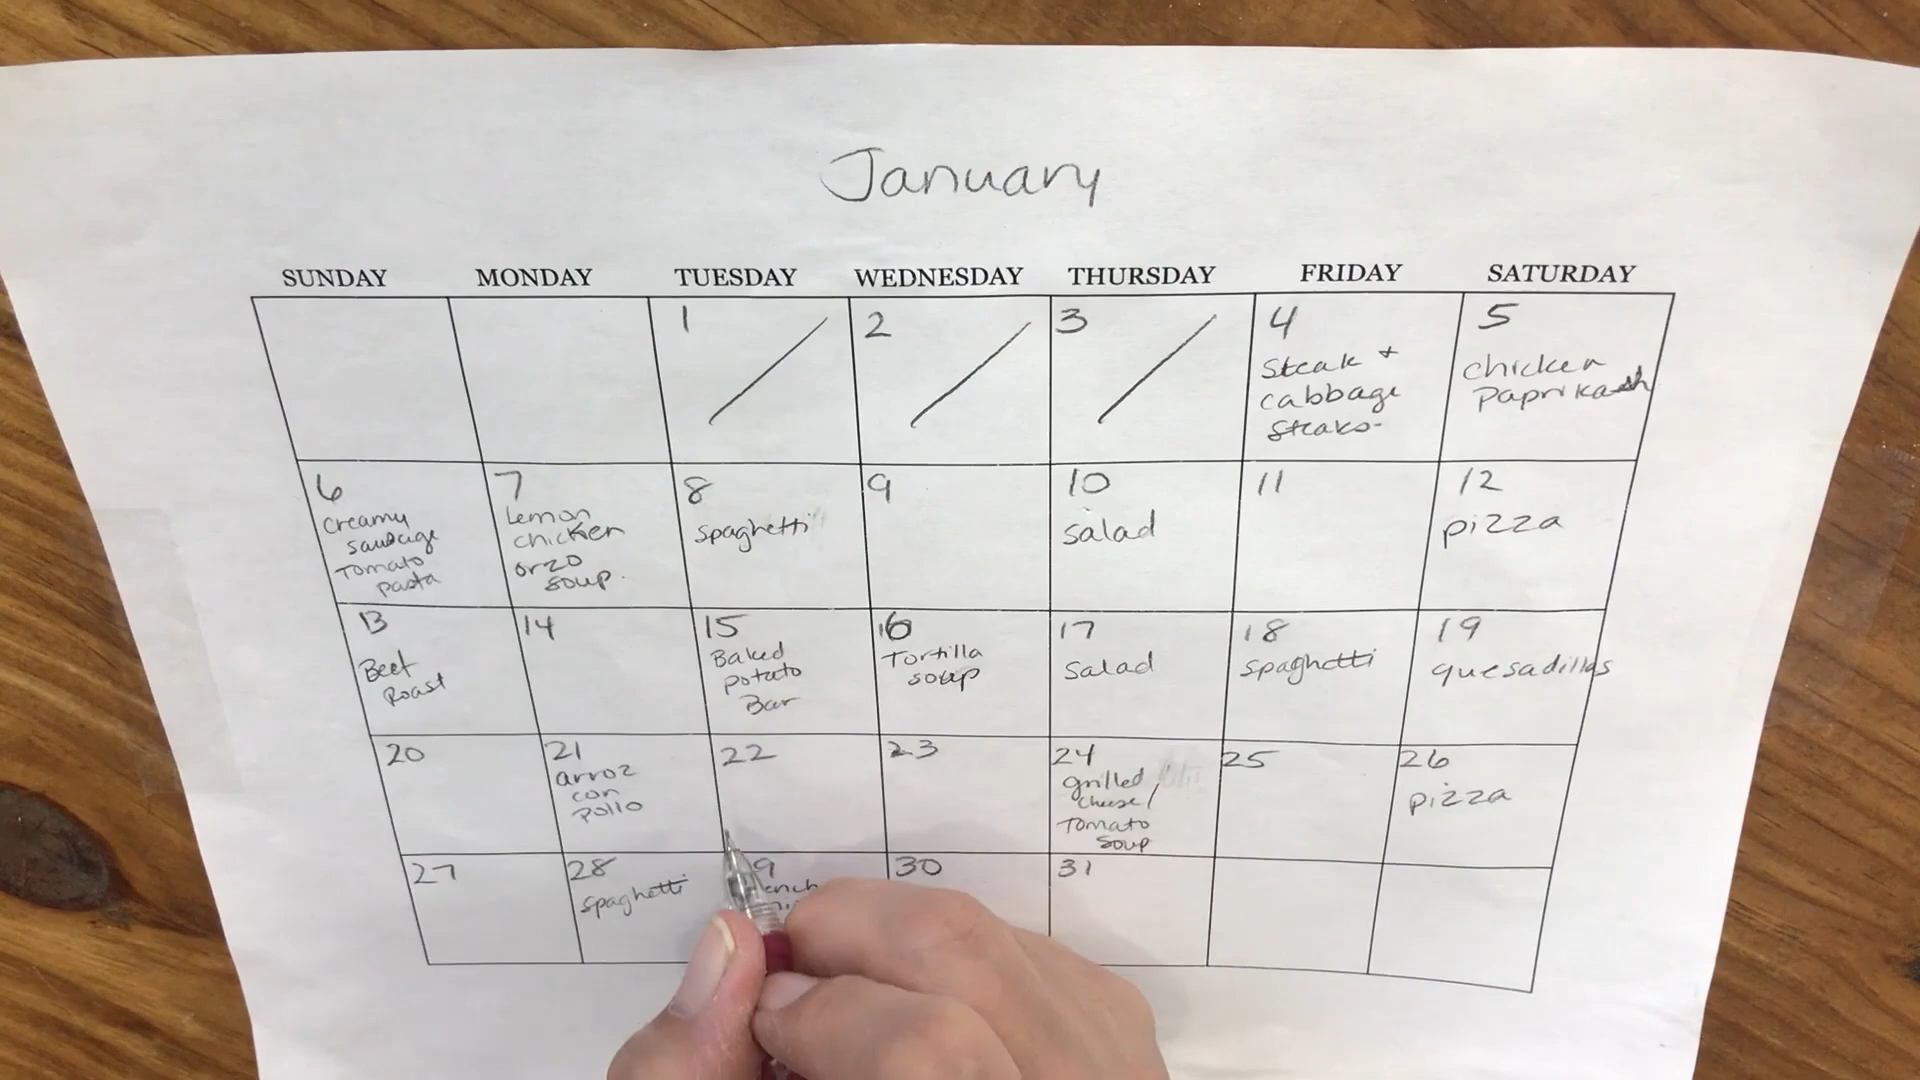 January
SUNDAY MONDAY TUESDAY WEDNESDAY THURSDAY FRIDAY SATURDAY
1
2
3
4
Steak +
cabbage
steaks-
5
chicken
Paprikash
6
creamy
sausage
Tomato
pasta
7
Lemon
chicken
orzo
soup.
8
Spaghetti
9
10
salad
11
12
pizza
13
Beef
Roast
14
15
Baked
potato
Bar
16
Tortilla
soup
17
salad
18
spaghetti
19
quesadillas
20
21
arroz
con
pollo
22
23
24
grilled
cheese/
Tomato
soup
25
26
pizza
27
28
spaghetti
9
30
31